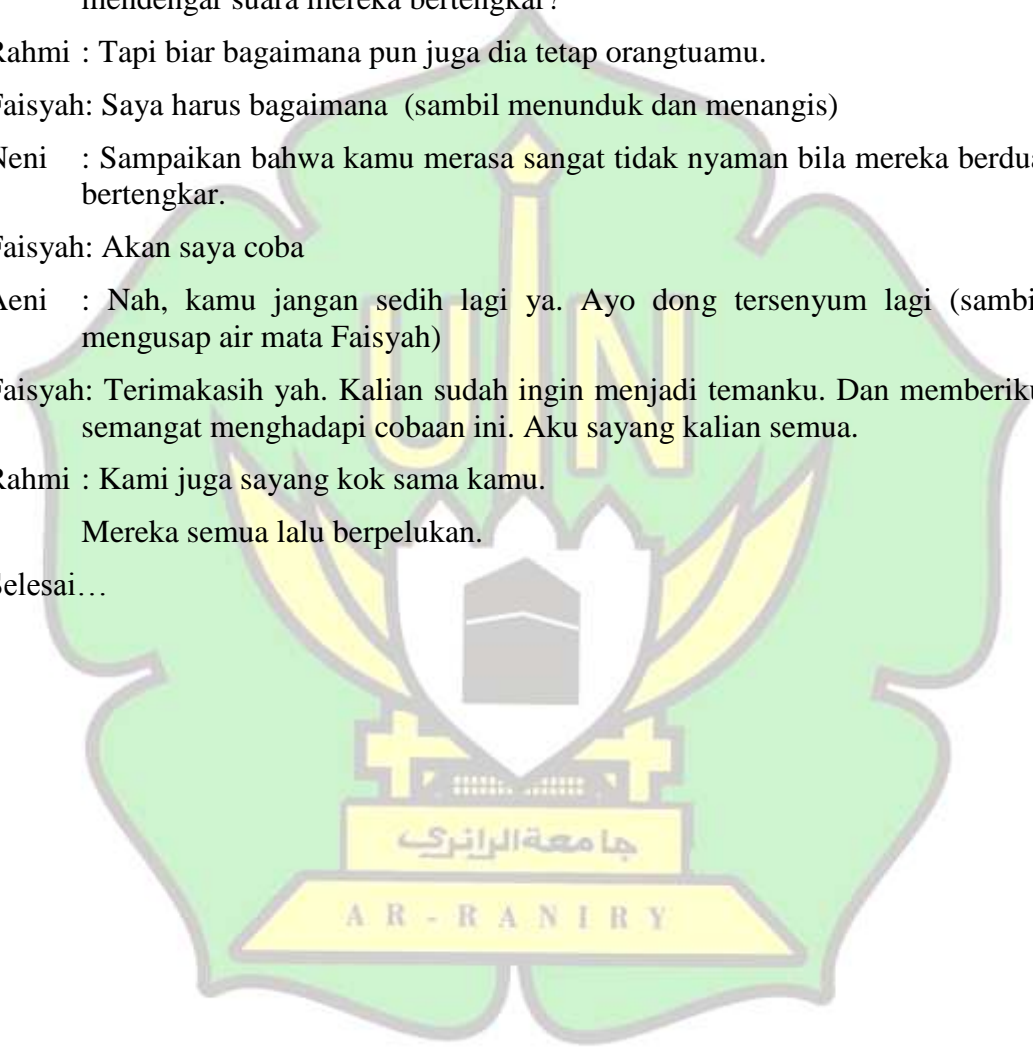 mendengar suara mereka bertengkar?
Rahmi : Tapi biar bagaimana pun juga dia tetap orangtuamu.
Faisyah: Saya harus bagaimana (sambil menunduk dan menangis)
Neni : Sampaikan bahwa kamu merasa sangat tidak nyaman bila mereka berdua
bertengkar.
Faisyah: Akan saya coba
Aeni : Nah, kamu jangan sedih lagi ya. Ayo dong tersenyum lagi (sambil
mengusap air mata Faisyah)
Faisyah: Terimakasih yah. Kalian sudah ingin menjadi temanku. Dan memberiku
semangat menghadapi cobaan ini. Aku sayang kalian semua.
Rahmi : Kami juga sayang kok sama kamu.
Mereka semua lalu berpelukan.
Selesai…
UIN
جامعة الرانري
AR-RANIRY